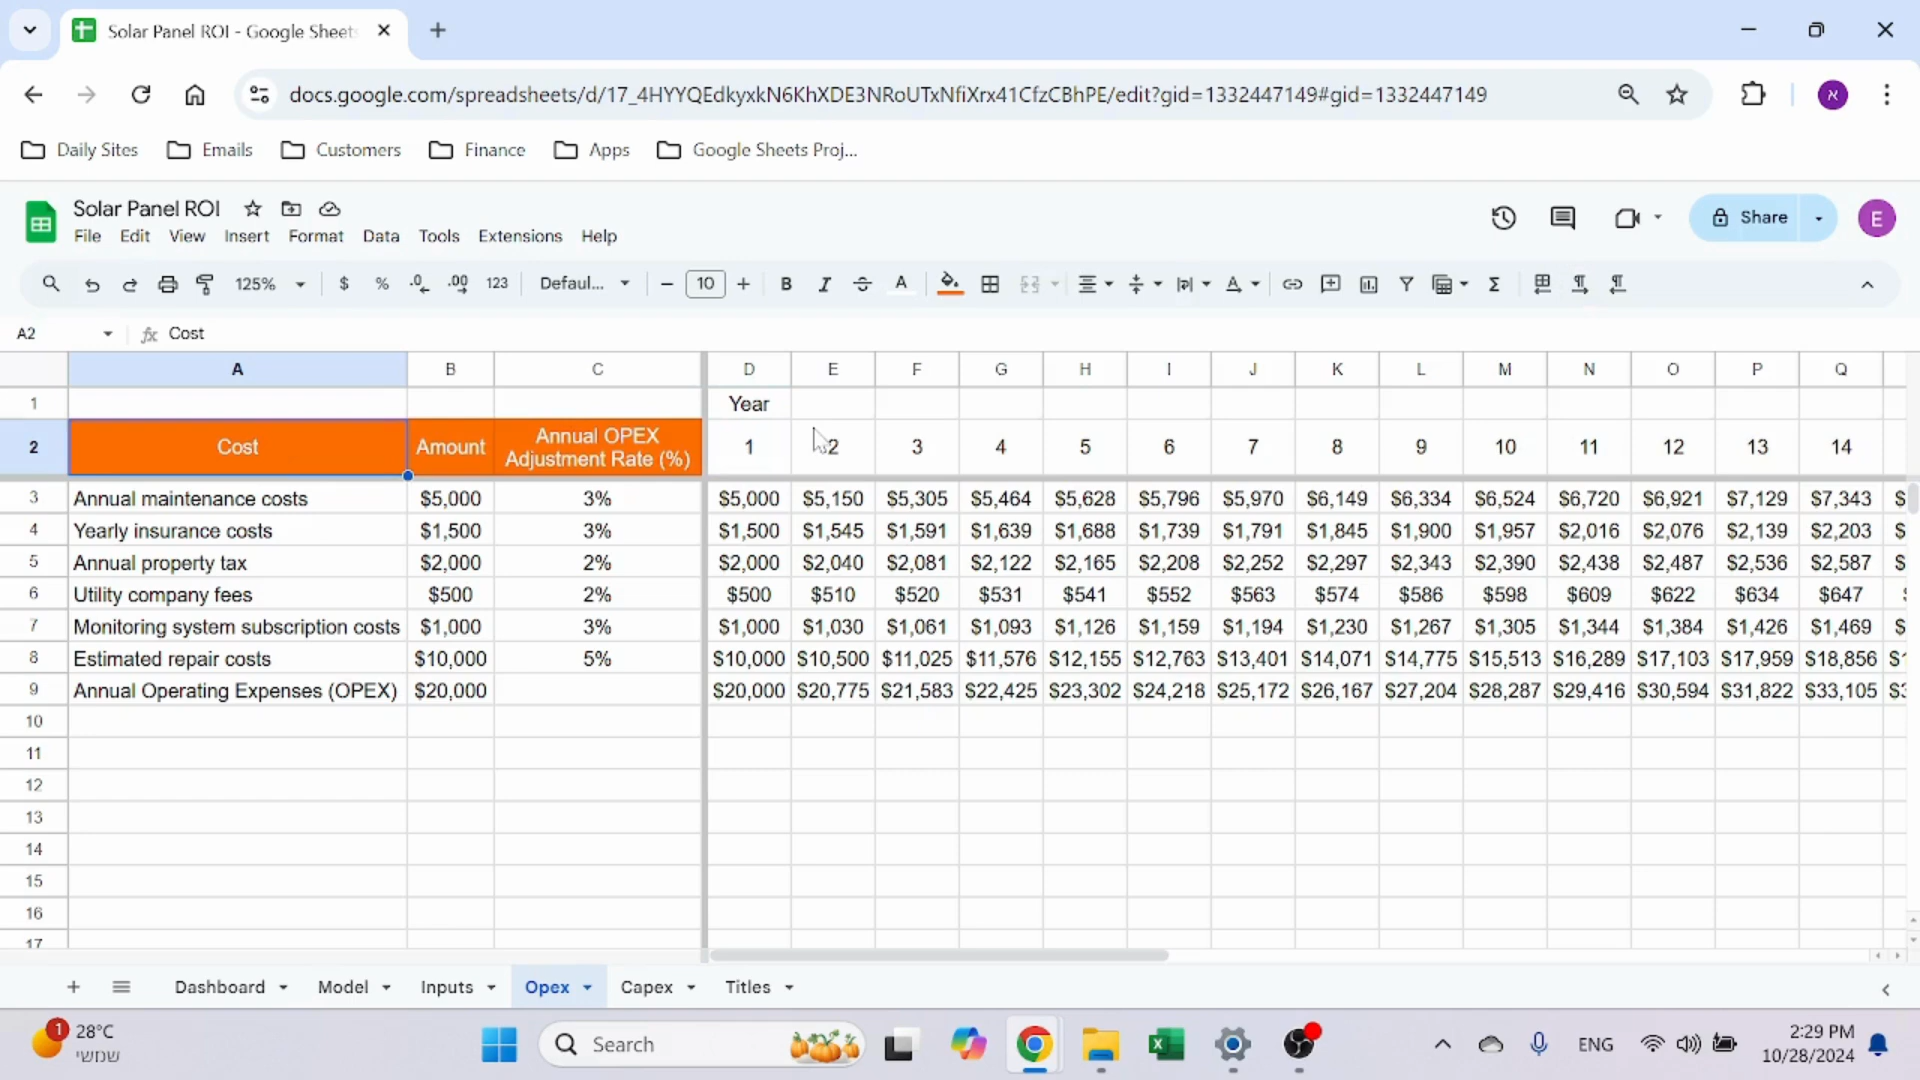 Solar Panel ROI - Google Sheets
docs.google.com/spreadsheets/d/17_4HYYQEdkyxkN6KhXDE3NRoUTxNfiXrx41CfzCBhPE/edit?gid=1332447149#gid=1332447149
א
Daily Sites Emails Customers Finance Apps Google Sheets Proj...
Solar Panel ROI
File Edit View Insert Format Data Tools Extensions Help
Share
E
125% $ % .0 .00 123 Defaul... 10 B I A
A2 fx Cost
A B C D E F G H I J K L M N O P Q
1 Year
2 Cost Amount Annual OPEX Adjustment Rate (%) 1 2 3 4 5 6 7 8 9 10 11 12 13 14
3 Annual maintenance costs $5,000 3% $5,000 $5,150 $5,305 $5,464 $5,628 $5,796 $5,970 $6,149 $6,334 $6,524 $6,720 $6,921 $7,129 $7,343
4 Yearly insurance costs $1,500 3% $1,500 $1,545 $1,591 $1,639 $1,688 $1,739 $1,791 $1,845 $1,900 $1,957 $2,016 $2,076 $2,139 $2,203
5 Annual property tax $2,000 2% $2,000 $2,040 $2,081 $2,122 $2,165 $2,208 $2,252 $2,297 $2,343 $2,390 $2,438 $2,487 $2,536 $2,587
6 Utility company fees $500 2% $500 $510 $520 $531 $541 $552 $563 $574 $586 $598 $609 $622 $634 $647
7 Monitoring system subscription costs $1,000 3% $1,000 $1,030 $1,061 $1,093 $1,126 $1,159 $1,194 $1,230 $1,267 $1,305 $1,344 $1,384 $1,426 $1,469
8 Estimated repair costs $10,000 5% $10,000 $10,500 $11,025 $11,576 $12,155 $12,763 $13,401 $14,071 $14,775 $15,513 $16,289 $17,103 $17,959 $18,856
9 Annual Operating Expenses (OPEX) $20,000 $20,000 $20,775 $21,583 $22,425 $23,302 $24,218 $25,172 $26,167 $27,204 $28,287 $29,416 $30,594 $31,822 $33,105
10
11
12
13
14
15
16
17
Dashboard Model Inputs Opex Capex Titles
1 28°C
שמשי
Search
ENG
2:29 PM
10/28/2024